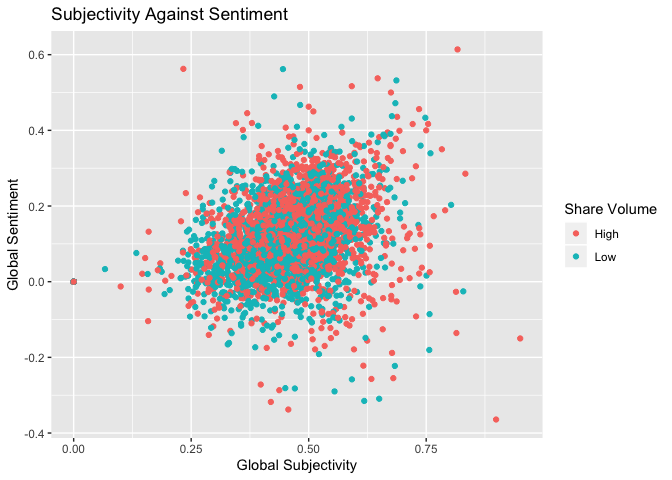 Subjectivity Against Sentiment
0.6
0.4
0.2
0.0
-0.2
-0.4
Global Sentiment
0.00 0.25 0.50 0.75
Global Subjectivity
Share Volume
High
Low